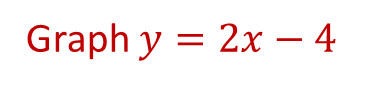 Graph y = 2x − 4